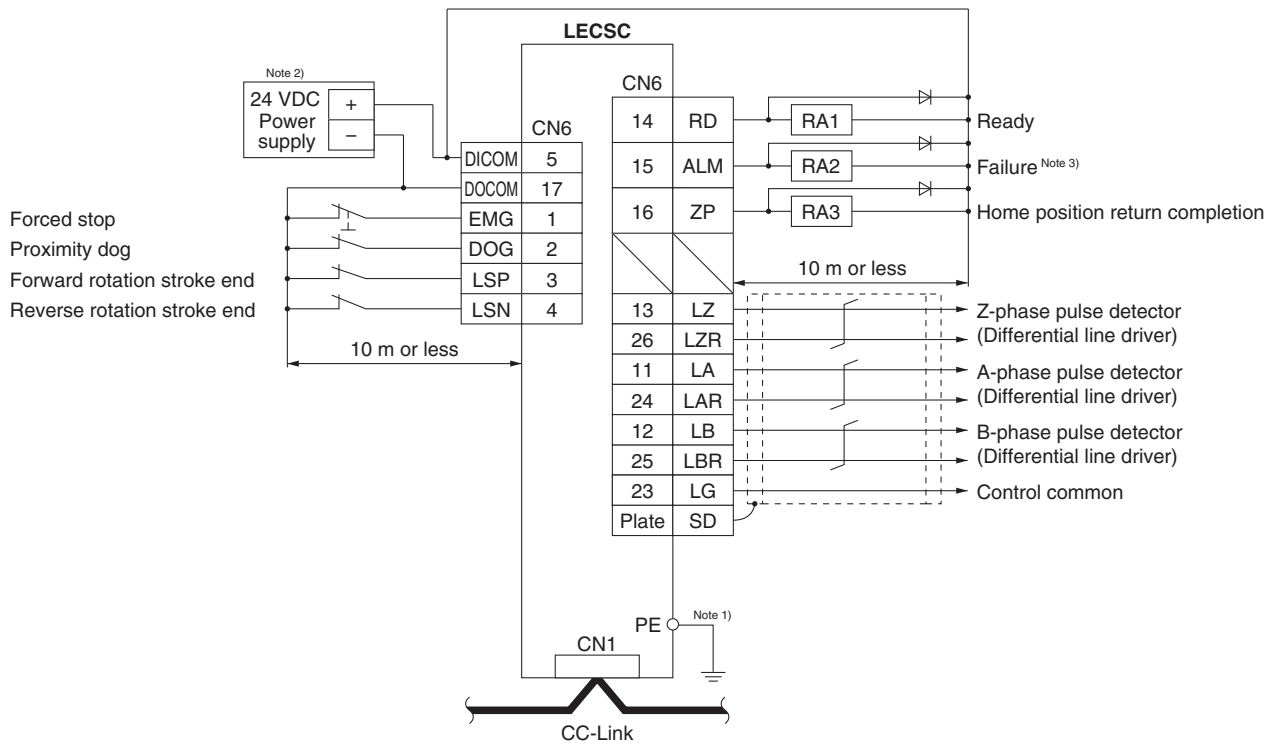 LECSC
Note 2)
24 VDC
Power
supply
+
−
CN6
DICOM 5
DOCOM 17
EMG 1
DOG 2
LSP 3
LSN 4
Forced stop
Proximity dog
Forward rotation stroke end
Reverse rotation stroke end
10 m or less
CN6
14 RD RA1 Ready
15 ALM RA2 Failure Note 3)
16 ZP RA3 Home position return completion
10 m or less
13 LZ Z-phase pulse detector
26 LZR (Differential line driver)
11 LA A-phase pulse detector
24 LAR (Differential line driver)
12 LB B-phase pulse detector
25 LBR (Differential line driver)
23 LG Control common
Plate SD
PE Note 1)
CN1
CC-Link